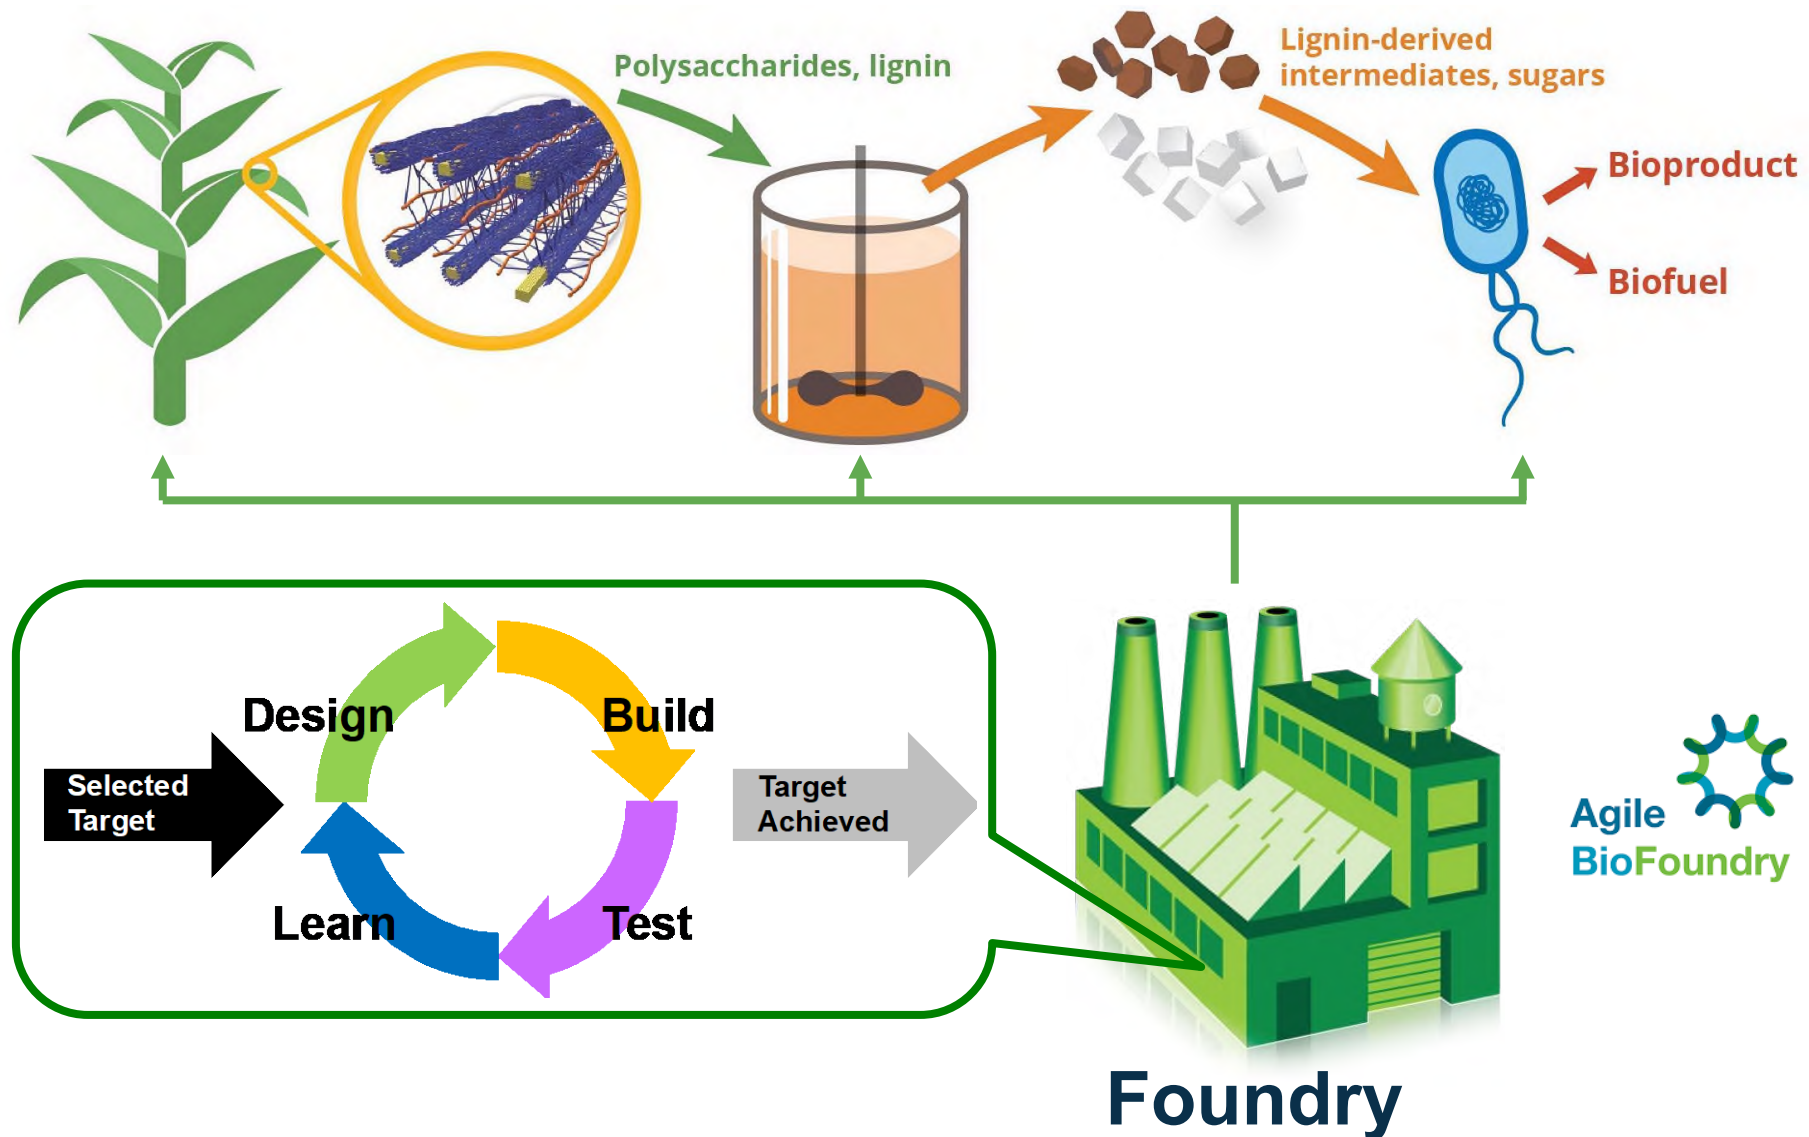 Polysaccharides, lignin
Lignin-derived
intermediates, sugars
Bioproduct
Biofuel
Design
Build
Selected
Target
Target
Achieved
Learn
Test
Agile
BioFoundry
Foundry